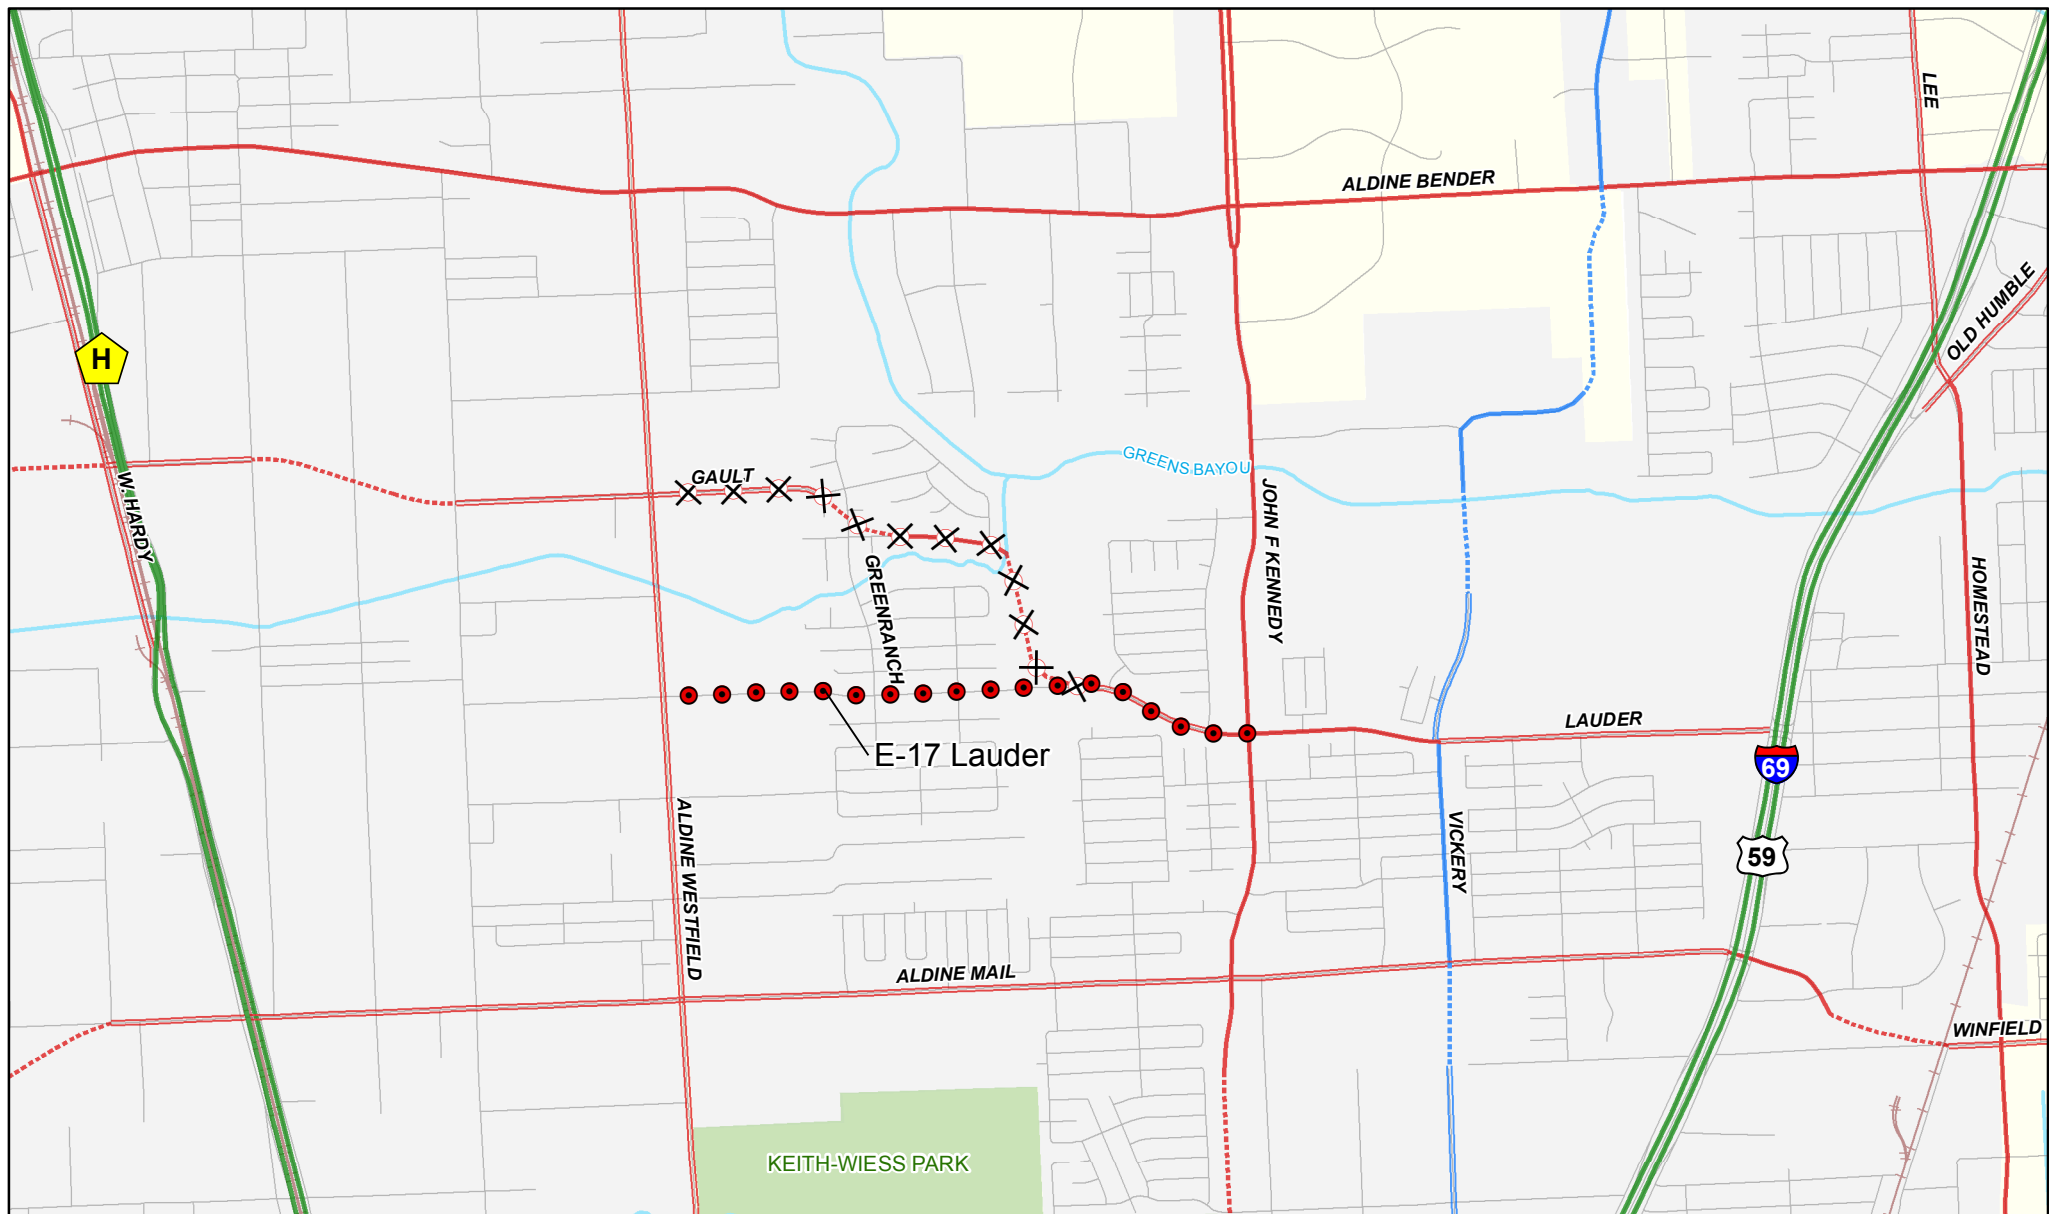 LEE
ALDINE BENDER
OLD HUMBLE
H
GREENS BAYOU
GAULT
W. HARDY
JOHN F KENNEDY
GREENRANCH
HOMESTEAD
LAUDER
E-17 Lauder
69
ALDINE WESTFIELD
VICKERY
59
ALDINE MAIL
WINFIELD
KEITH-WIESS PARK